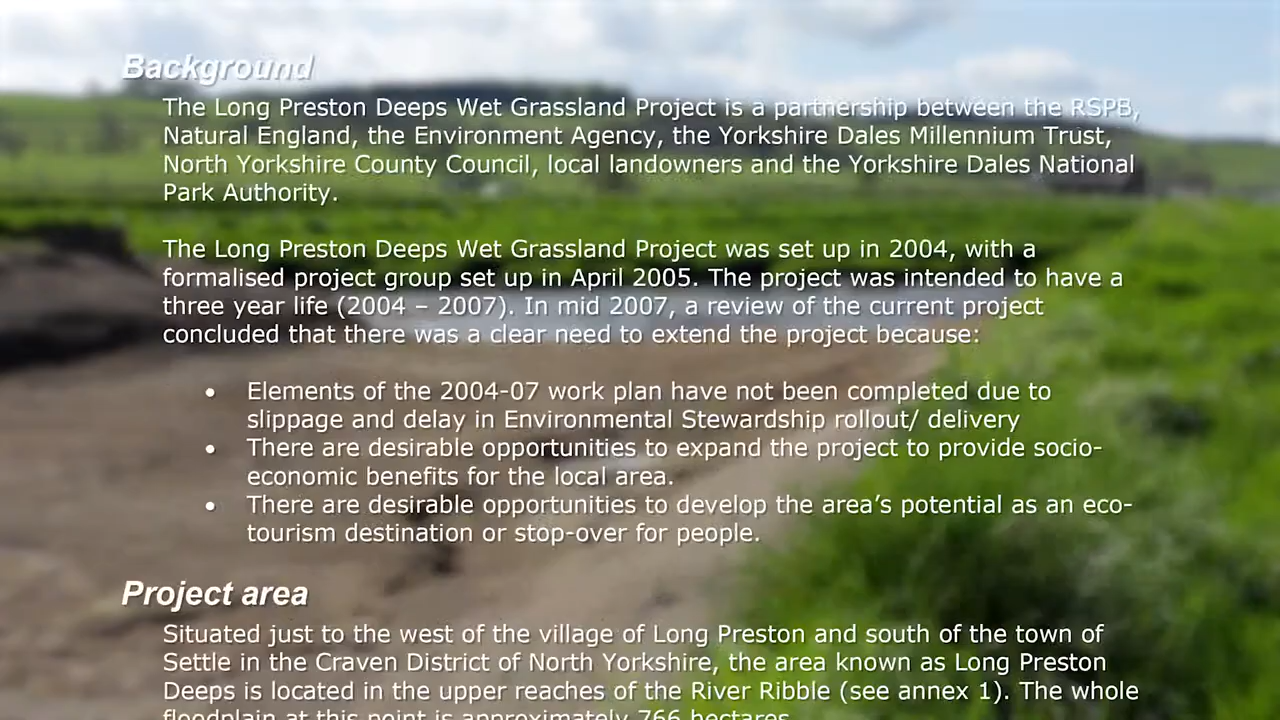 Background
The Long Preston Deeps Wet Grassland Project is a partnership between the RSPB,
Natural England, the Environment Agency, the Yorkshire Dales Millennium Trust,
North Yorkshire County Council, local landowners and the Yorkshire Dales National
Park Authority.
The Long Preston Deeps Wet Grassland Project was set up in 2004, with a
formalised project group set up in April 2005. The project was intended to have a
three year life (2004 – 2007). In mid 2007, a review of the current project
concluded that there was a clear need to extend the project because:
• Elements of the 2004-07 work plan have not been completed due to
slippage and delay in Environmental Stewardship rollout/ delivery
• There are desirable opportunities to expand the project to provide socio-
economic benefits for the local area.
• There are desirable opportunities to develop the area’s potential as an eco-
tourism destination or stop-over for people.
Project area
Situated just to the west of the village of Long Preston and south of the town of
Settle in the Craven District of North Yorkshire, the area known as Long Preston
Deeps is located in the upper reaches of the River Ribble (see annex 1). The whole
floodplain at this point is approximately 766 hectares.